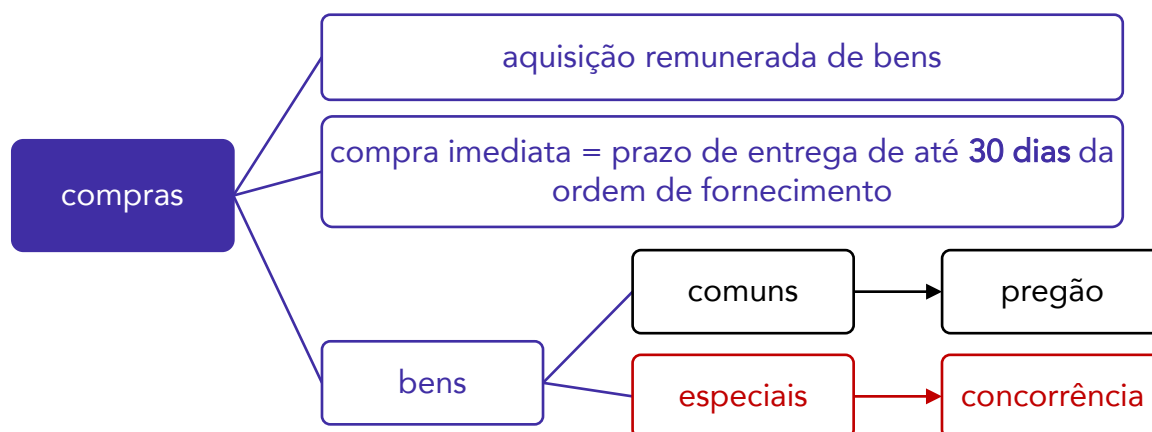 aquisição remunerada de bens
compra imediata = prazo de entrega de até 30 dias da
ordem de fornecimento
compras
comuns
pregão
bens
especiais
concorrência